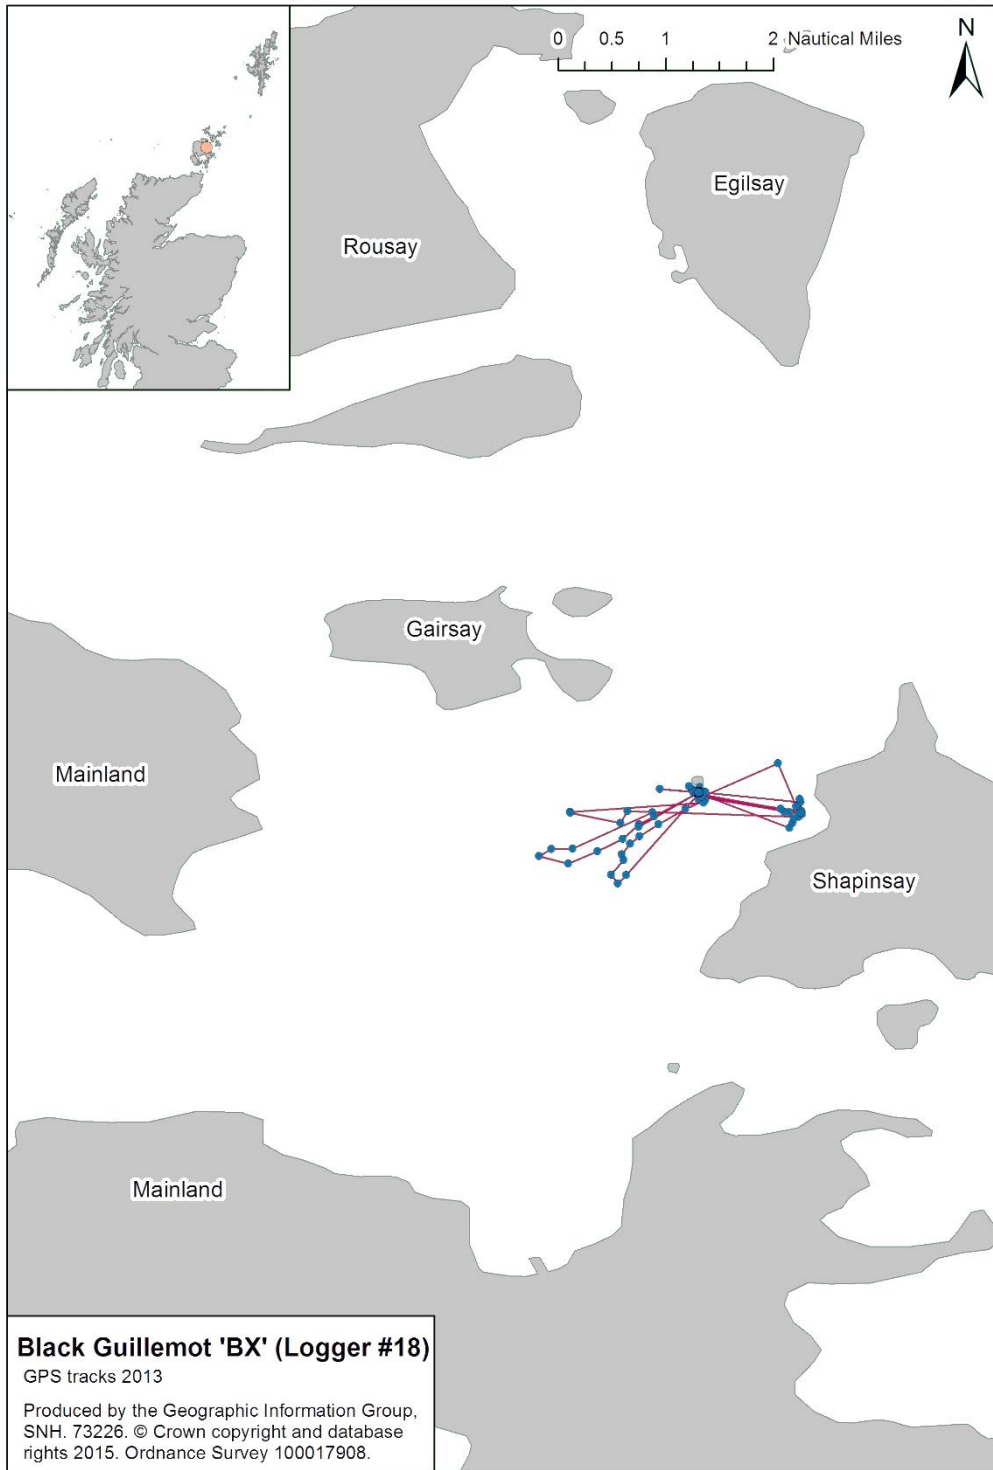 0 0.5 1 2 Nautical Miles
N
Egilsay
Rousay
Gairsay
Mainland
Shapinsay
Mainland
Black Guillemot 'BX' (Logger #18)
GPS tracks 2013
Produced by the Geographic Information Group,
SNH. 73226. © Crown copyright and database
rights 2015. Ordnance Survey 100017908.